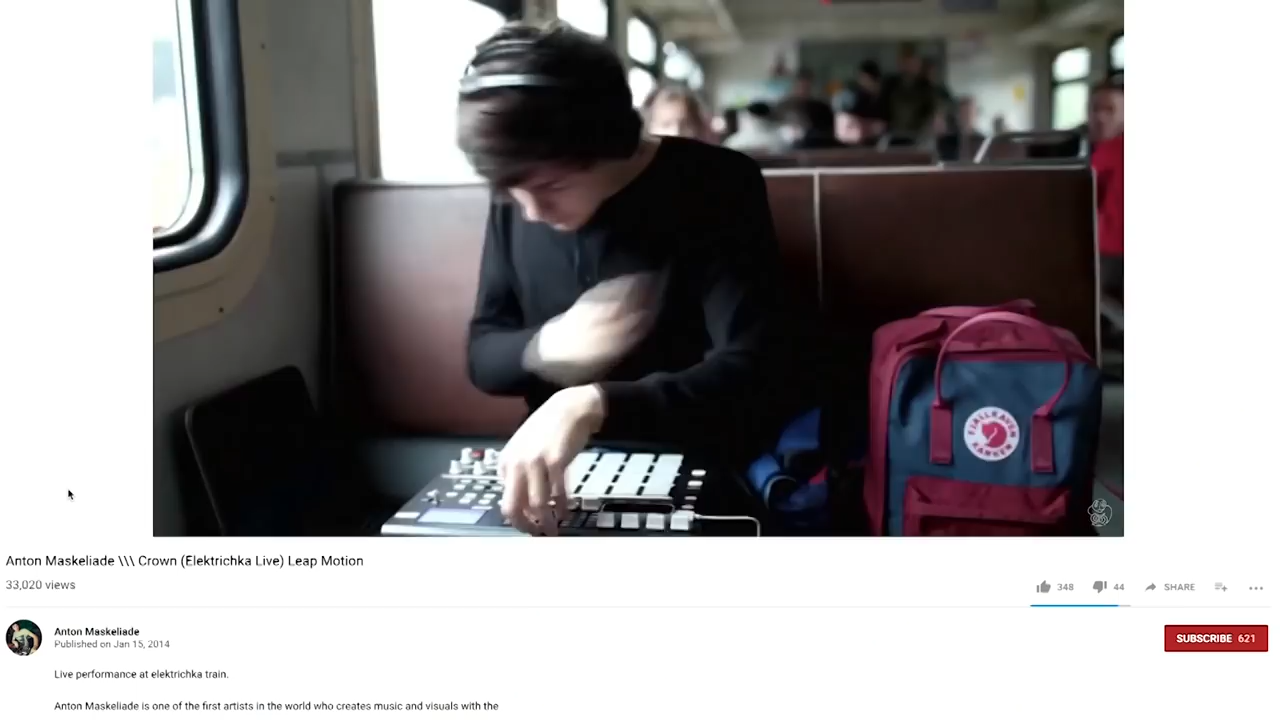 FJÄLLRÄVEN
KÅNKEN
Anton Maskeliade \\\ Crown (Elektrichka Live) Leap Motion
33,020 views
348
44
SHARE
Anton Maskeliade
Published on Jan 15, 2014
SUBSCRIBE 621
Live performance at elektrichka train.
Anton Maskeliade is one of the first artists in the world who creates music and visuals with the